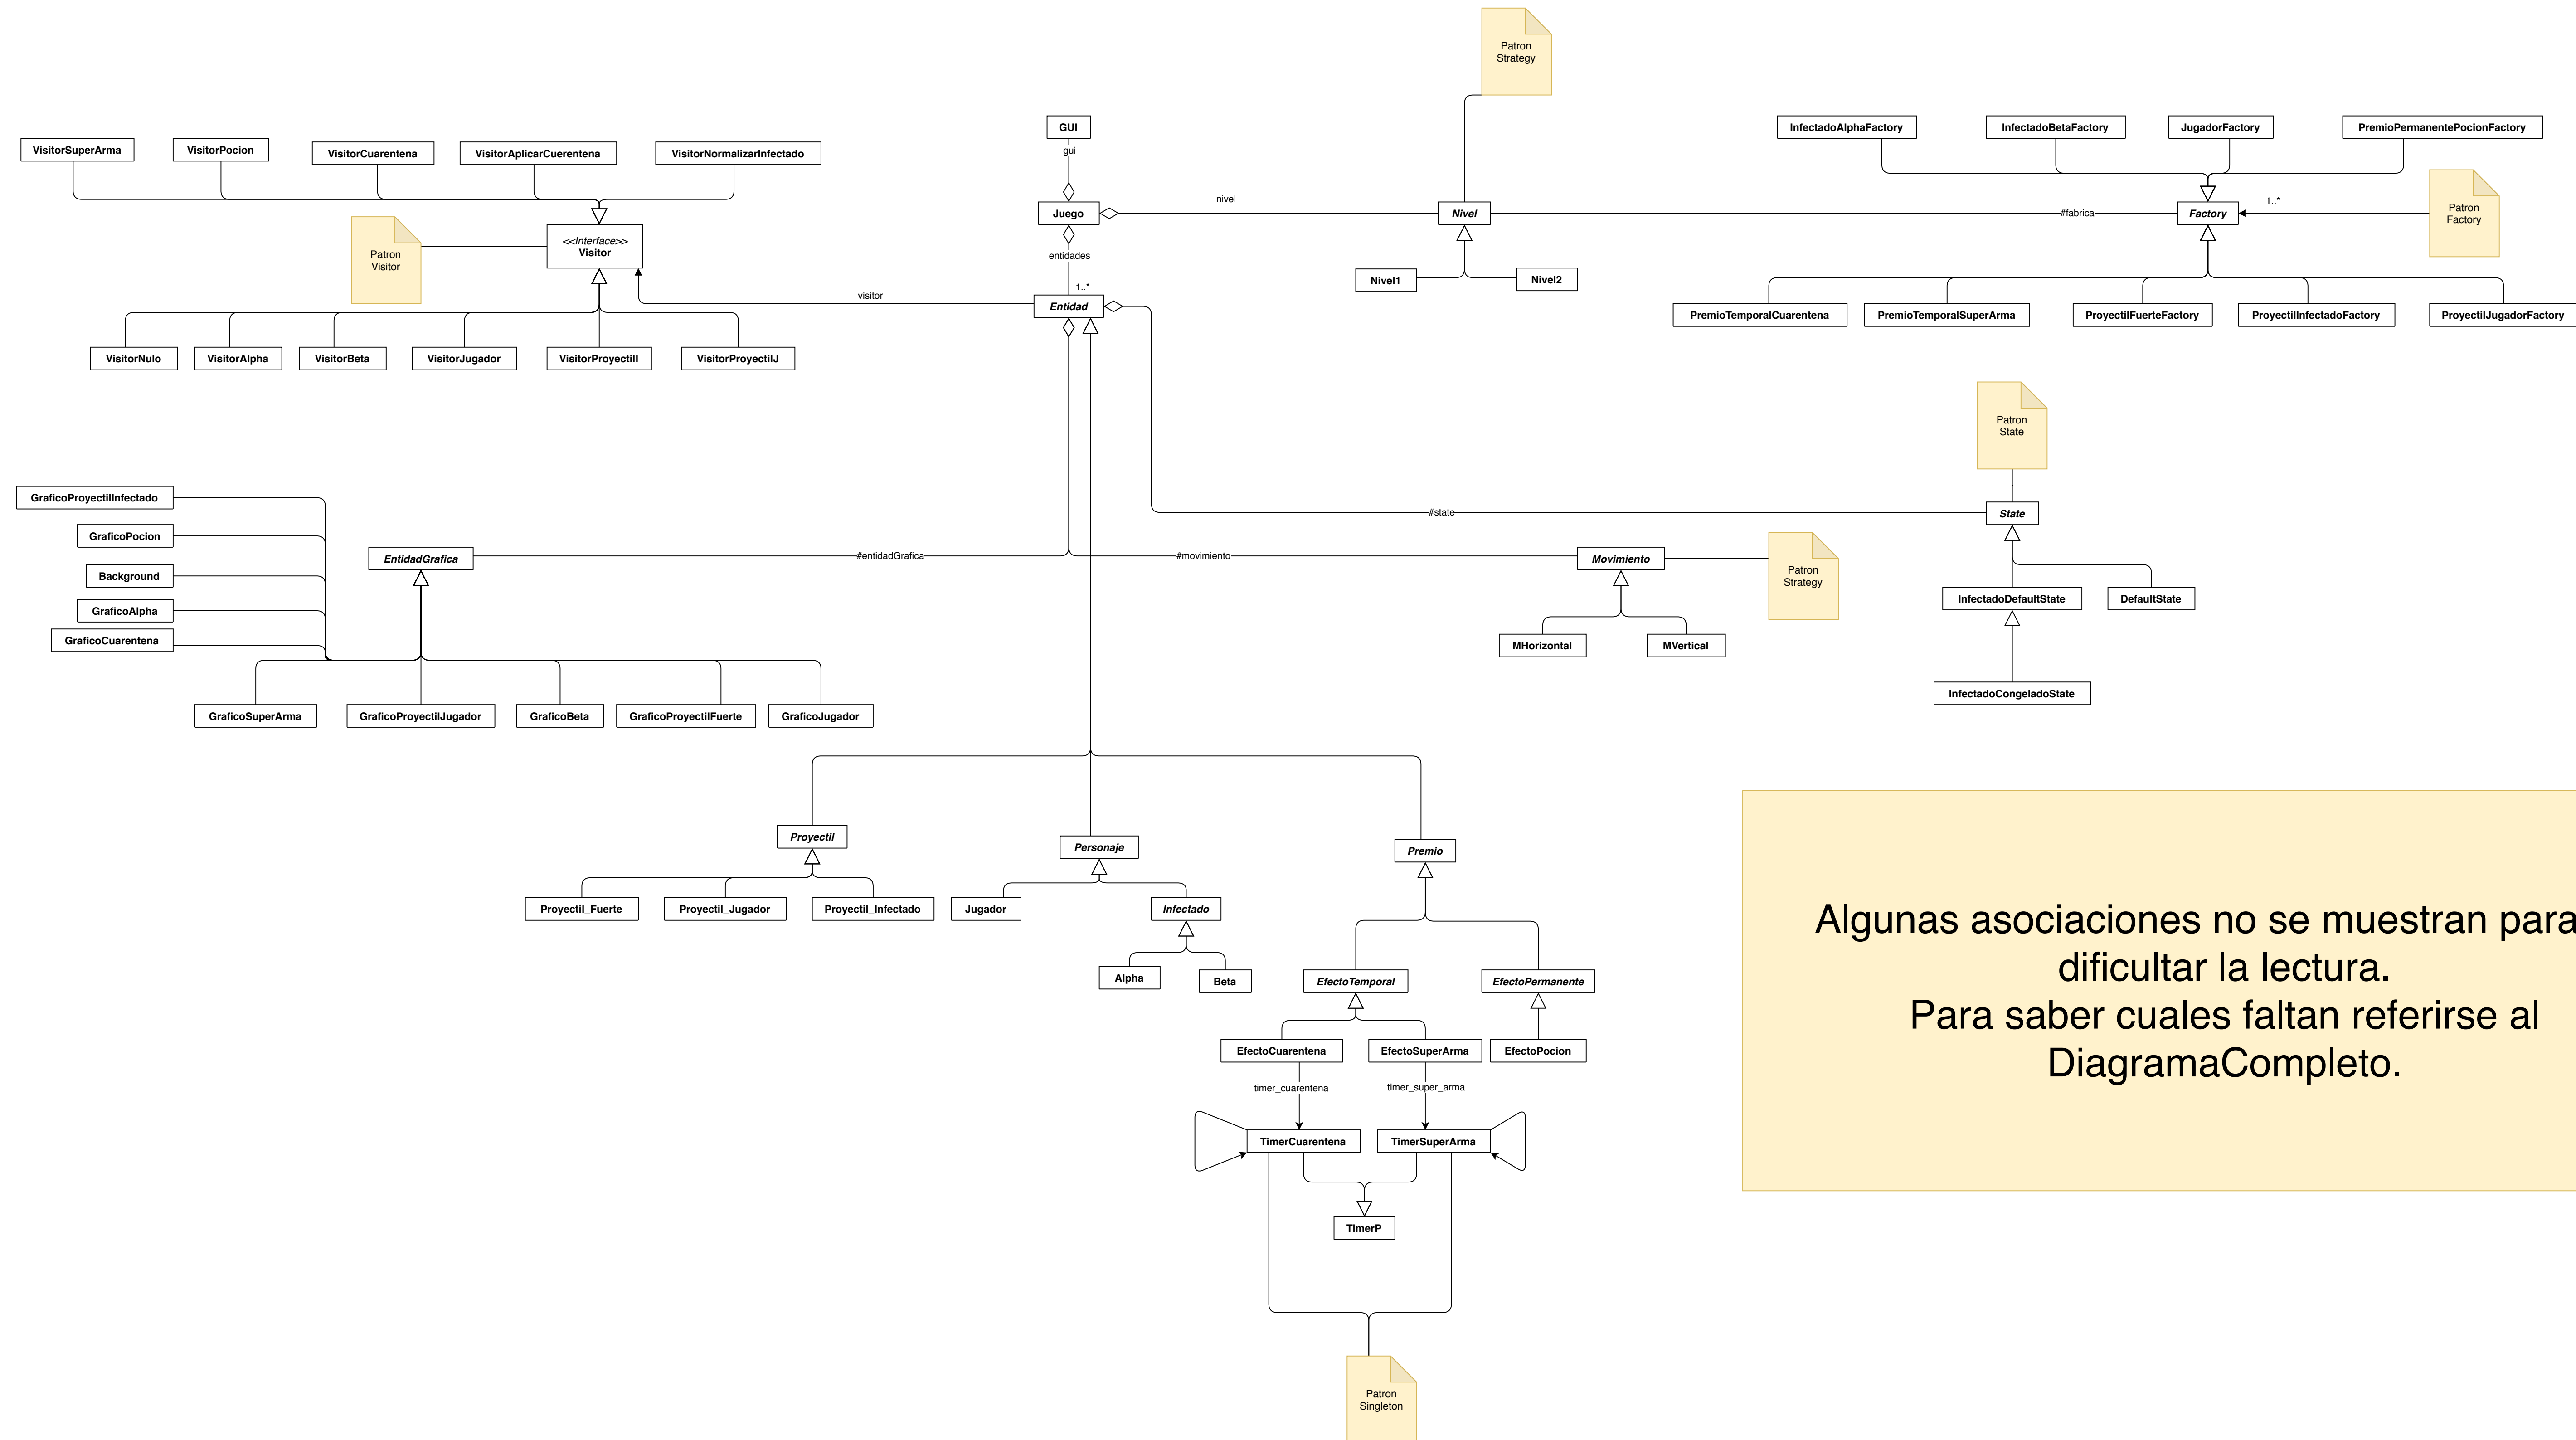 Patron
Strategy
GUI
gui
InfectadoAlphaFactory
InfectadoBetaFactory
JugadorFactory
PremioPermanentePocionFactory
VisitorSuperArma
VisitorPocion
VisitorCuarentena
VisitorAplicarCuerentena
VisitorNormalizarInfectado
Juego
nivel
Nivel
#fabrica
Factory
1..*
Patron
Factory
Patron
Visitor
<<Interface>>
Visitor
entidades
1..*
visitor
Entidad
Nivel1
Nivel2
PremioTemporalCuarentena
PremioTemporalSuperArma
ProyectilFuerteFactory
ProyectilInfectadoFactory
ProyectilJugadorFactory
VisitorNulo
VisitorAlpha
VisitorBeta
VisitorJugador
VisitorProyectilI
VisitorProyectilJ
Patron
State
GraficoProyectilInfectado
GraficoPocion
Background
GraficoAlpha
GraficoCuarentena
#state
State
EntidadGrafica
#entidadGrafica
#movimiento
Movimiento
Patron
Strategy
InfectadoDefaultState
DefaultState
MHorizontal
MVertical
InfectadoCongeladoState
GraficoSuperArma
GraficoProyectilJugador
GraficoBeta
GraficoProyectilFuerte
GraficoJugador
Proyectil
Personaje
Premio
Proyectil_Fuerte
Proyectil_Jugador
Proyectil_Infectado
Jugador
Infectado
Alpha
Beta
EfectoTemporal
EfectoPermanente
EfectoCuarentena
EfectoSuperArma
EfectoPocion
timer_cuarentena
timer_super_arma
TimerCuarentena
TimerSuperArma
TimerP
Patron
Singleton
Algunas asociaciones no se muestran para
dificultar la lectura.
Para saber cuales faltan referirse al
DiagramaCompleto.